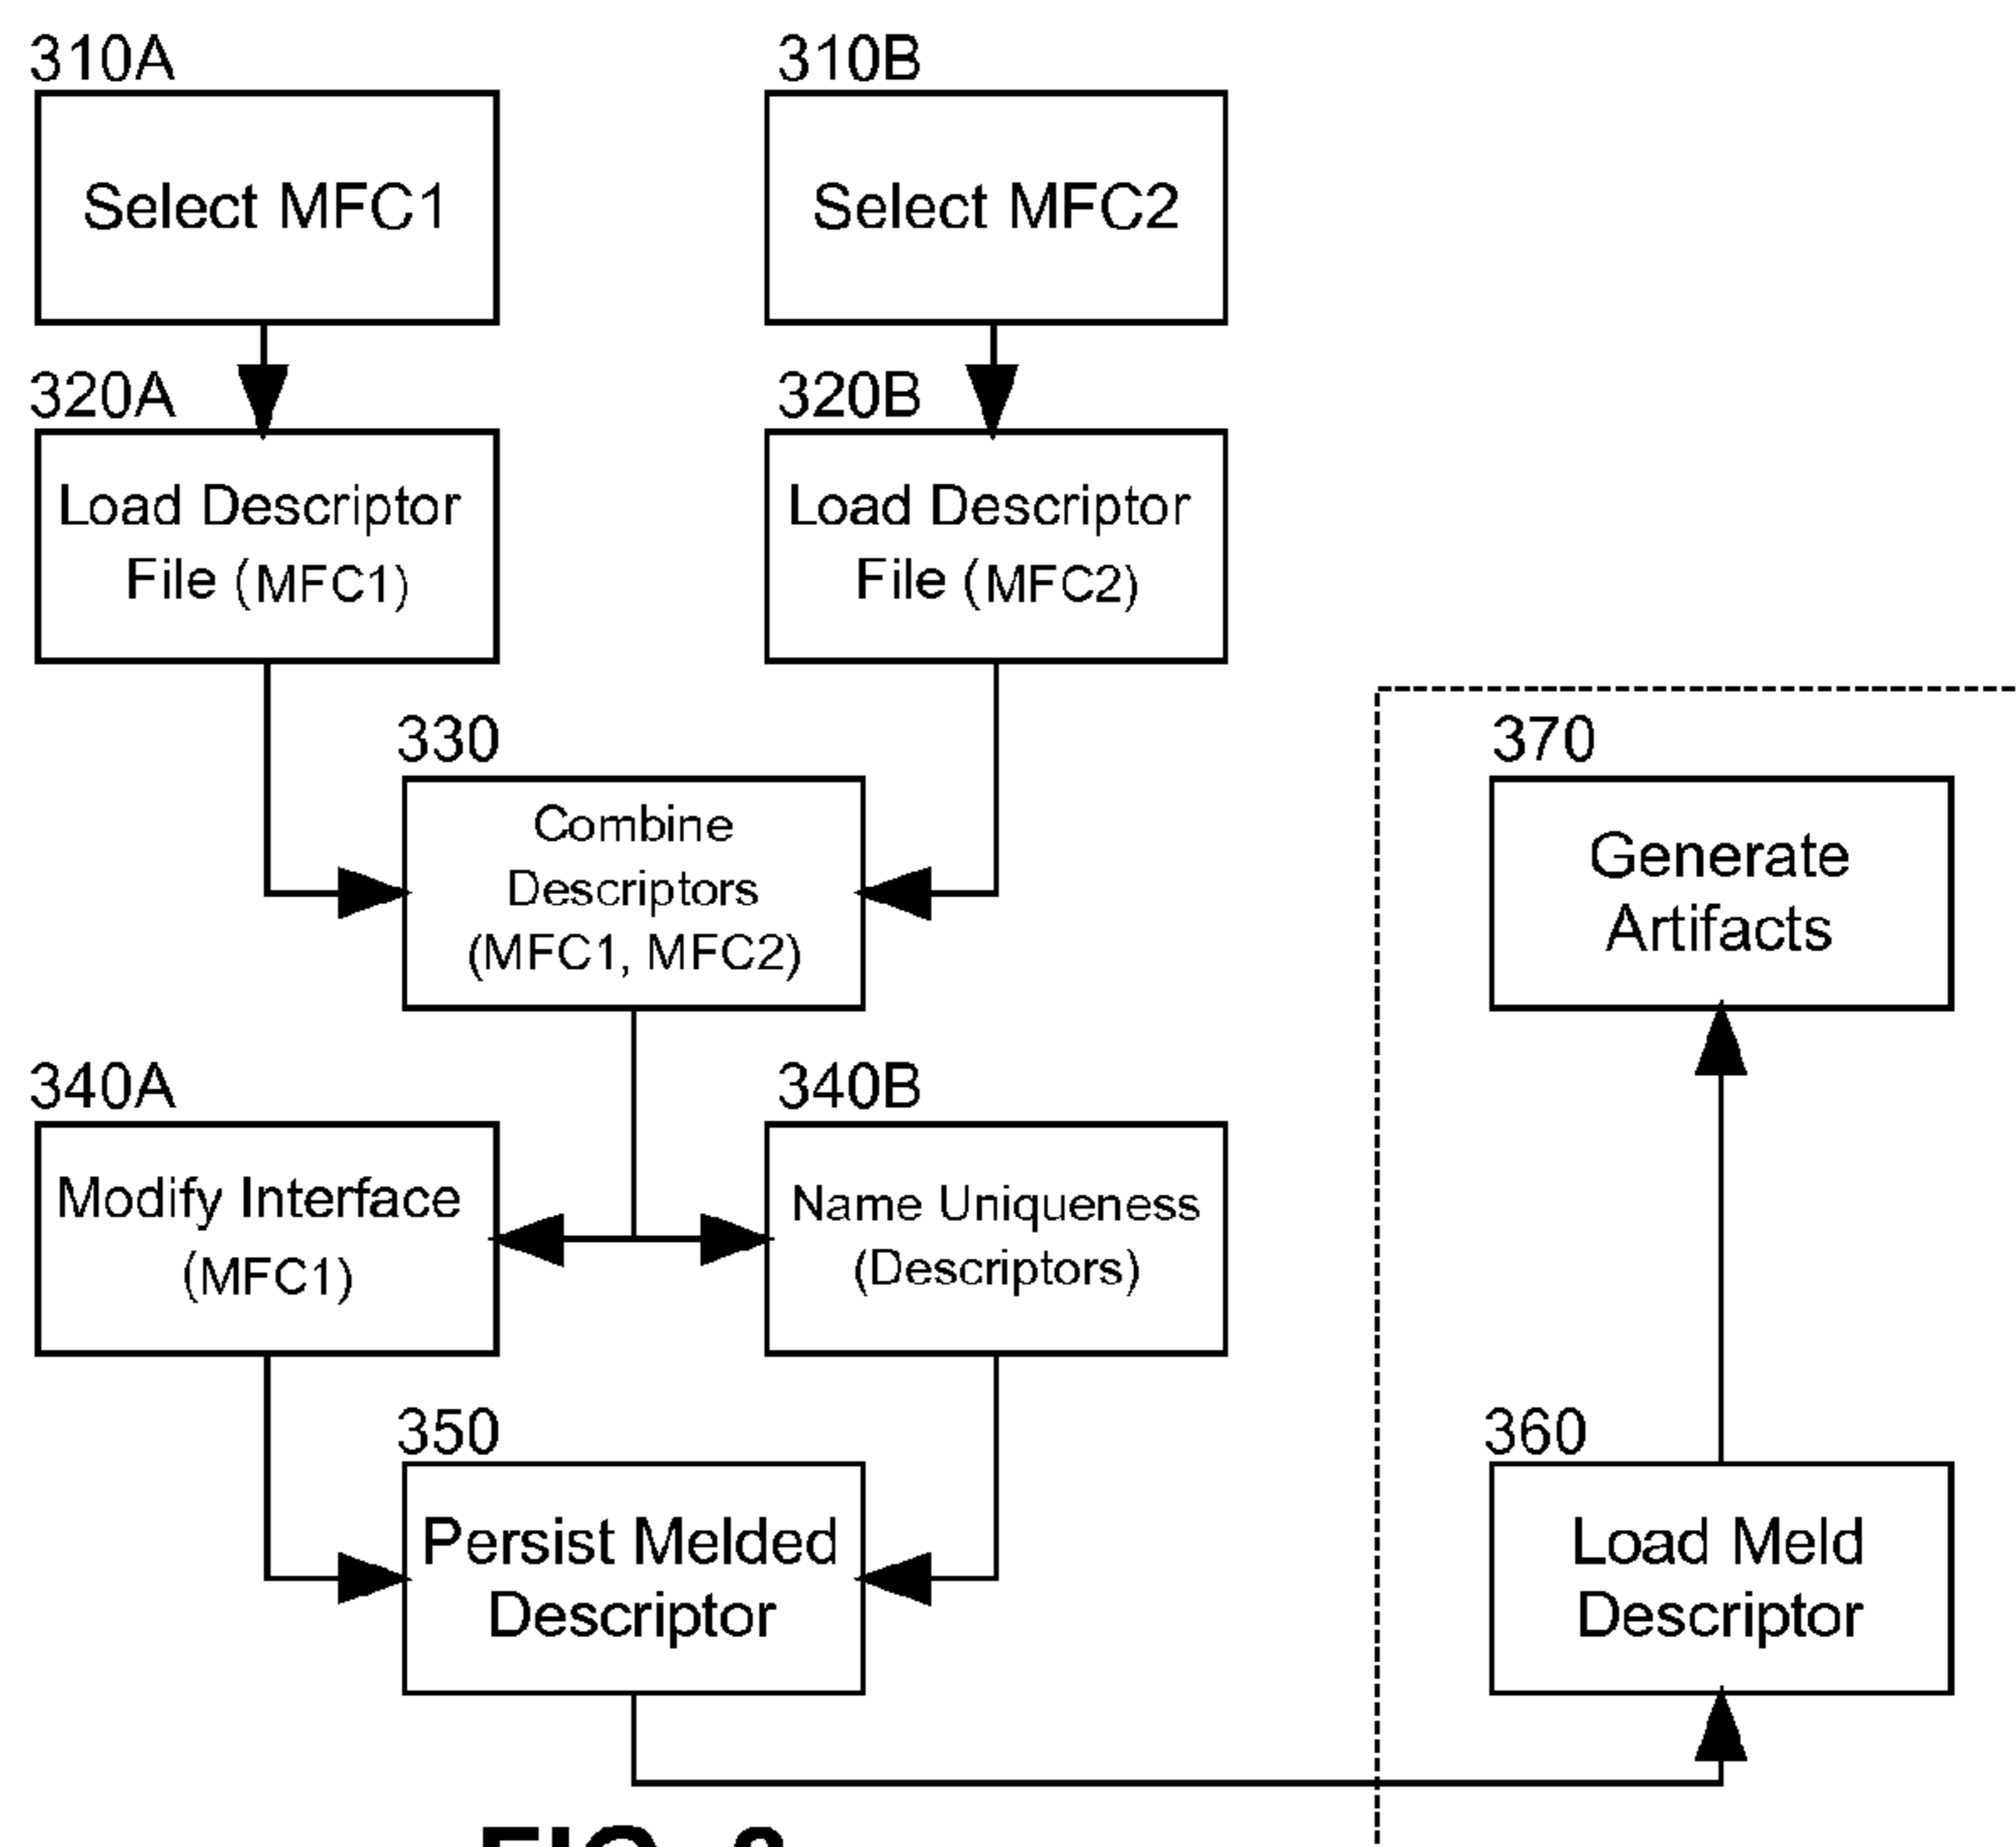 310A
Select MFC1
310B
Select MFC2
320A
Load Descriptor
File (MFC1)
320B
Load Descriptor
File (MFC2)
330
Combine
Descriptors
(MFC1, MFC2)
340A
Modify Interface
(MFC1)
340B
Name Uniqueness
(Descriptors)
350
Persist Melded
Descriptor
360
Load Meld
Descriptor
370
Generate
Artifacts
FIG.